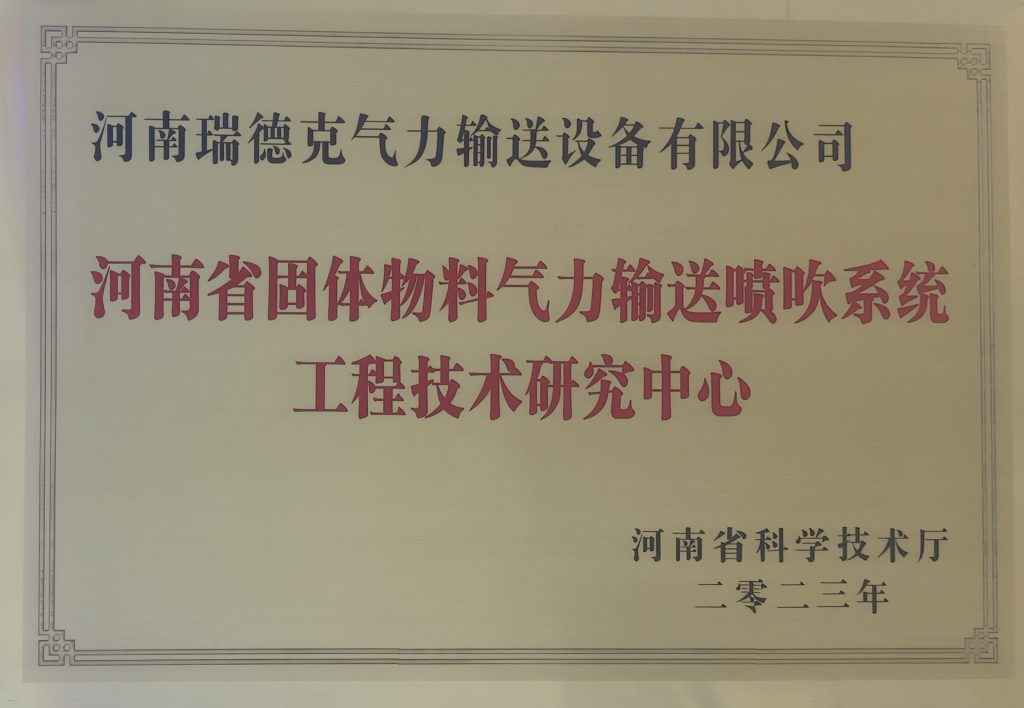 河南瑞德克气力输送设备有限公司
河南省固体物料气力输送喷吹系统
工程技术研究中心
河南省科学技术厅
二零二三年